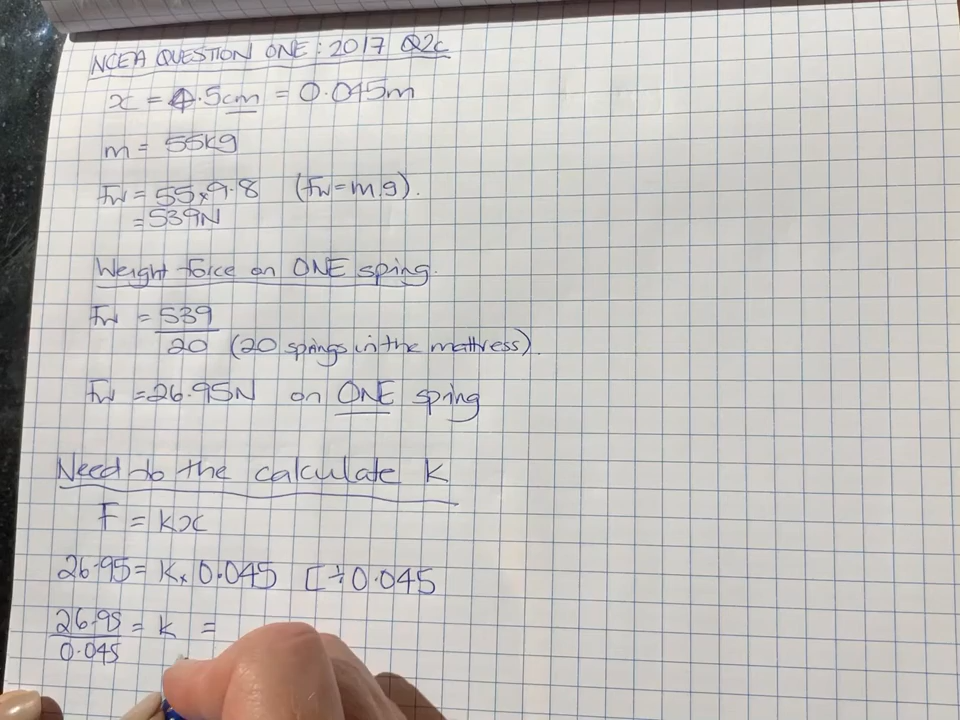 NCEA QUESTION ONE : 2017 Q2c
x = 4.5cm = 0.045m
m = 55kg
Fw = 55 x 9.8 (Fw = m.g).
= 539N
Weight force on ONE spring.
Fw = 539
20 (20 springs in the mattress).
Fw = 26.95N on ONE spring
Need to the calculate k
F = kx
26.95 = k x 0.045 [÷0.045
26.95 = k =
0.045